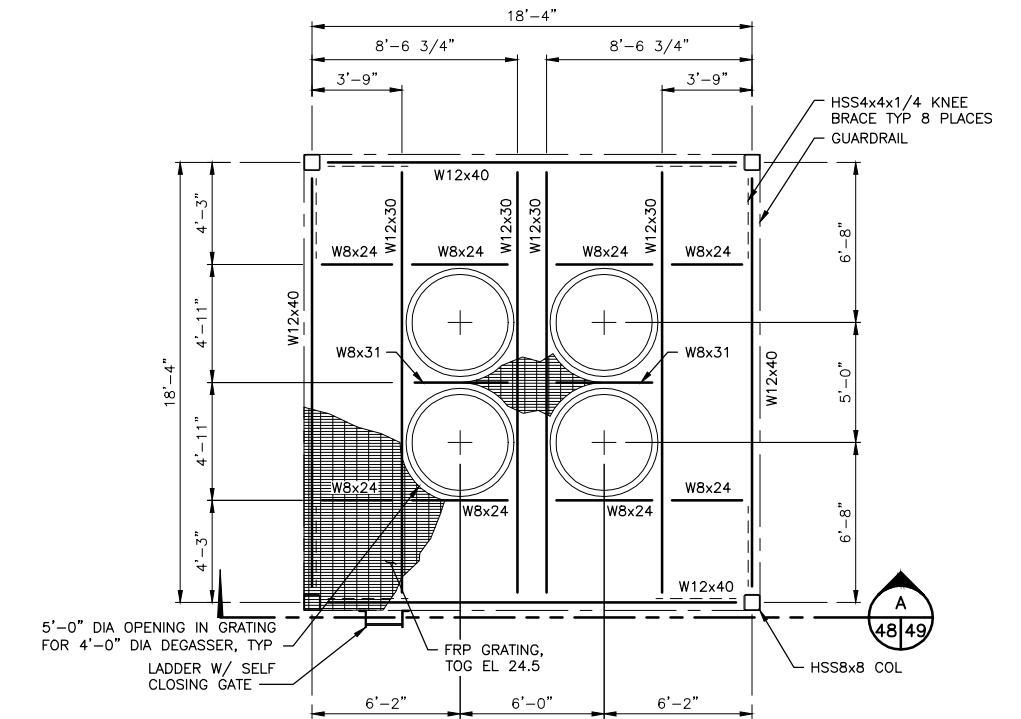 18'-4"
8'-6 3/4"
8'-6 3/4"
3'-9"
3'-9"
HSS4x4x1/4 KNEE
BRACE TYP 8 PLACES
GUARDRAIL
W12x40
4'-3"
W12x30
W12x30
W12x30
W12x30
6'-8"
W8x24
W8x24
W8x24
W8x24
W12x40
4'-11"
W8x31
W8x31
18'-4"
W12x40
5'-0"
4'-11"
W8x24
W8x24
W8x24
W8x24
4'-3"
6'-8"
W12x40
A
48 49
5'-0" DIA OPENING IN GRATING
FOR 4'-0" DIA DEGASSER, TYP
LADDER W/ SELF
CLOSING GATE
FRP GRATING,
TOG EL 24.5
HSS8x8 COL
6'-2"
6'-0"
6'-2"